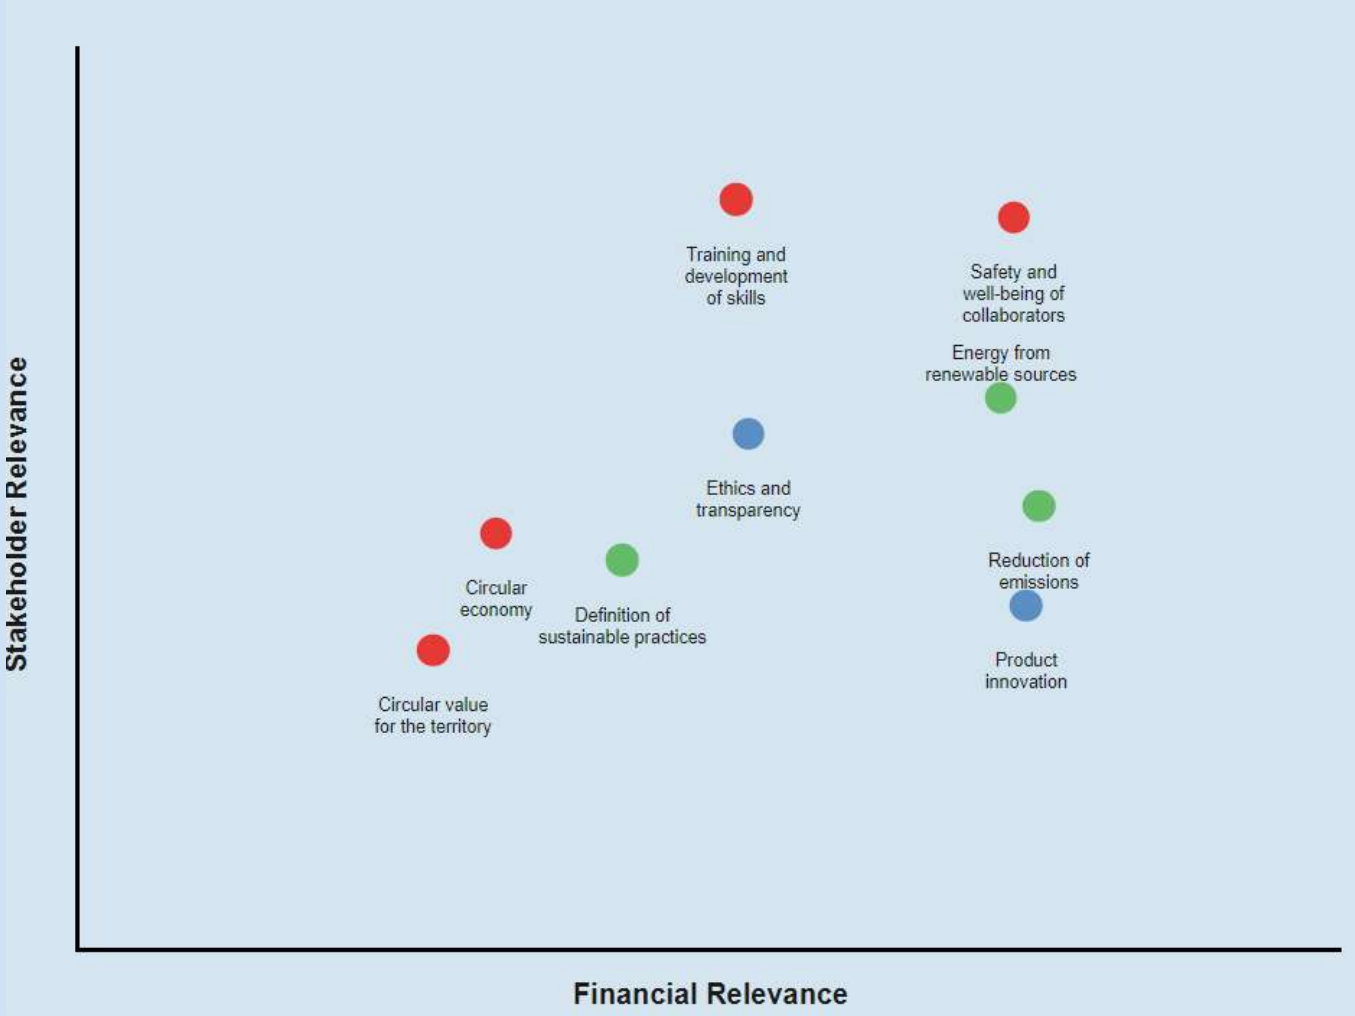 Training and
development
of skills
Safety and
well-being of
collaborators
Energy from
renewable sources
Ethics and
transparency
Reduction of
emissions
Circular
economy
Definition of
sustainable practices
Product
innovation
Circular value
for the territory
Stakeholder Relevance
Financial Relevance